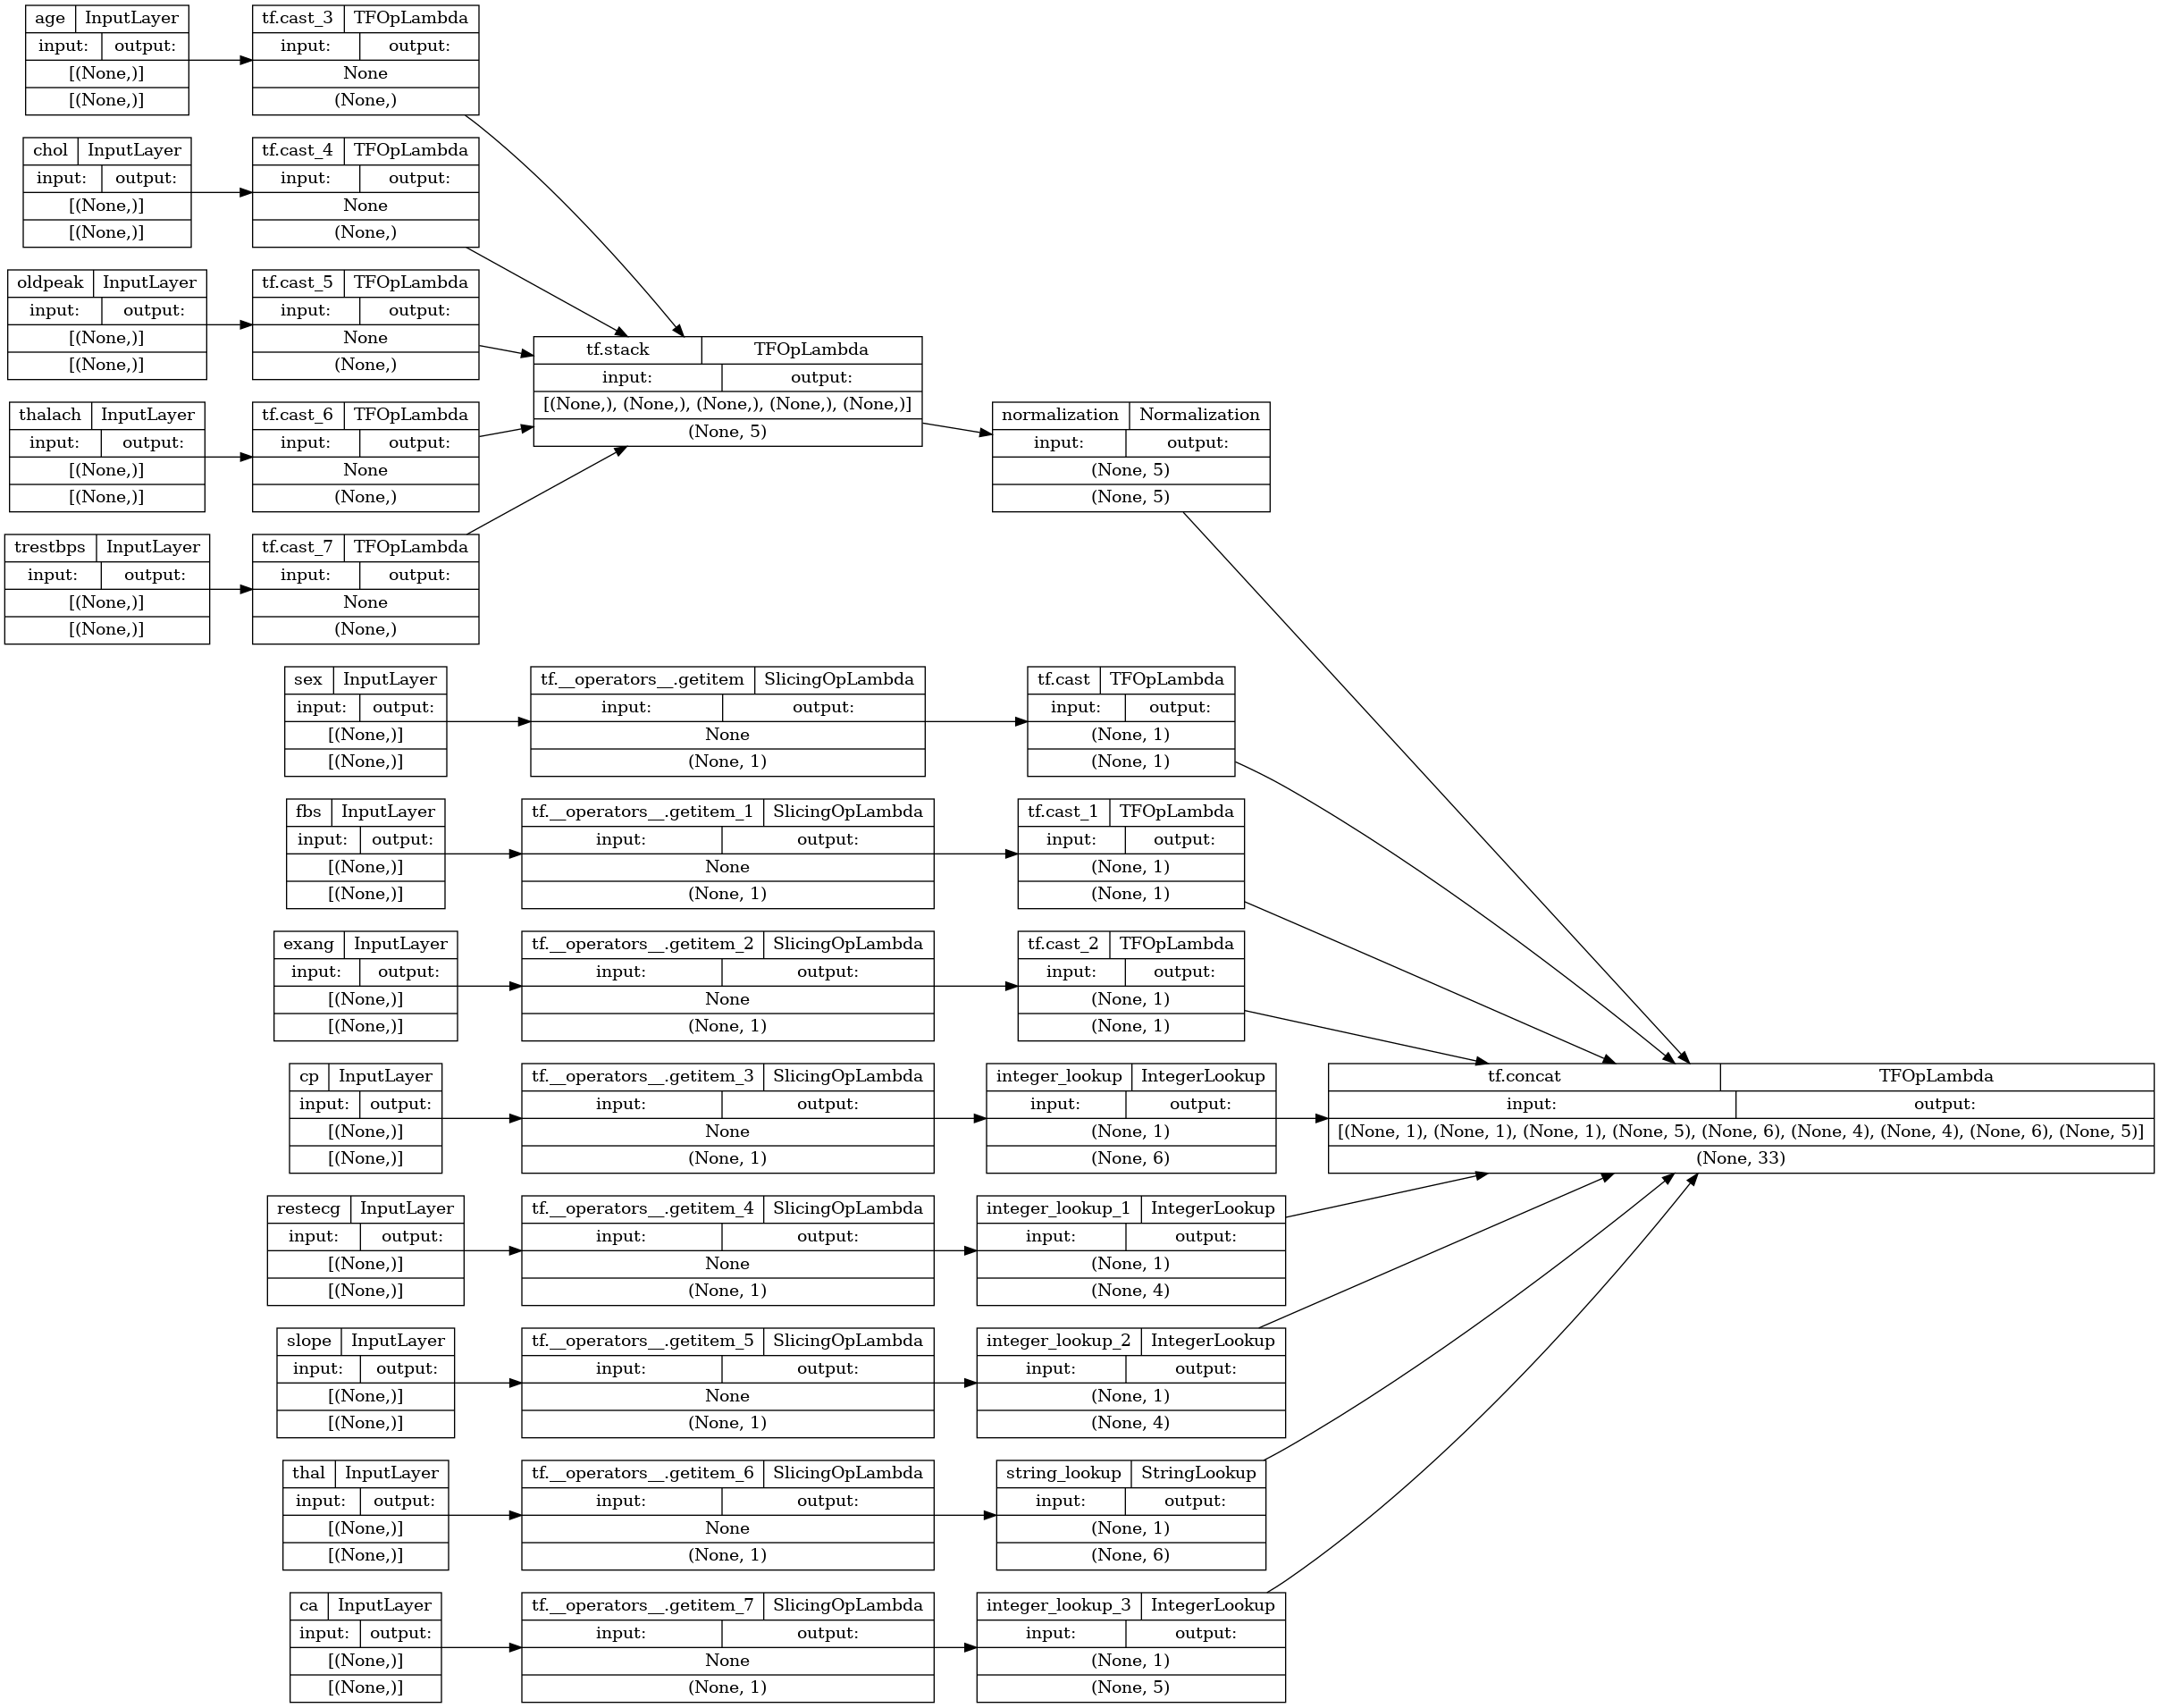 age InputLayer
input: output:
[(None,)]
[(None,)]
tf.cast_3 TFOpLambda
input: output:
None
(None,)
chol InputLayer
input: output:
[(None,)]
[(None,)]
tf.cast_4 TFOpLambda
input: output:
None
(None,)
oldpeak InputLayer
input: output:
[(None,)]
[(None,)]
tf.cast_5 TFOpLambda
input: output:
None
(None,)
thalach InputLayer
input: output:
[(None,)]
[(None,)]
tf.cast_6 TFOpLambda
input: output:
None
(None,)
trestbps InputLayer
input: output:
[(None,)]
[(None,)]
tf.cast_7 TFOpLambda
input: output:
None
(None,)
tf.stack TFOpLambda
input: output:
[(None,), (None,), (None,), (None,), (None,)]
(None, 5)
normalization Normalization
input: output:
(None, 5)
(None, 5)
sex InputLayer
input: output:
[(None,)]
[(None,)]
tf.__operators__.getitem SlicingOpLambda
input: output:
None
(None, 1)
tf.cast TFOpLambda
input: output:
(None, 1)
(None, 1)
fbs InputLayer
input: output:
[(None,)]
[(None,)]
tf.__operators__.getitem_1 SlicingOpLambda
input: output:
None
(None, 1)
tf.cast_1 TFOpLambda
input: output:
(None, 1)
(None, 1)
exang InputLayer
input: output:
[(None,)]
[(None,)]
tf.__operators__.getitem_2 SlicingOpLambda
input: output:
None
(None, 1)
tf.cast_2 TFOpLambda
input: output:
(None, 1)
(None, 1)
cp InputLayer
input: output:
[(None,)]
[(None,)]
tf.__operators__.getitem_3 SlicingOpLambda
input: output:
None
(None, 1)
integer_lookup IntegerLookup
input: output:
(None, 1)
(None, 6)
tf.concat TFOpLambda
input: output:
[(None, 1), (None, 1), (None, 1), (None, 5), (None, 6), (None, 4), (None, 4), (None, 6), (None, 5)]
(None, 33)
restecg InputLayer
input: output:
[(None,)]
[(None,)]
tf.__operators__.getitem_4 SlicingOpLambda
input: output:
None
(None, 1)
integer_lookup_1 IntegerLookup
input: output:
(None, 1)
(None, 4)
slope InputLayer
input: output:
[(None,)]
[(None,)]
tf.__operators__.getitem_5 SlicingOpLambda
input: output:
None
(None, 1)
integer_lookup_2 IntegerLookup
input: output:
(None, 1)
(None, 4)
thal InputLayer
input: output:
[(None,)]
[(None,)]
tf.__operators__.getitem_6 SlicingOpLambda
input: output:
None
(None, 1)
string_lookup StringLookup
input: output:
(None, 1)
(None, 6)
ca InputLayer
input: output:
[(None,)]
[(None,)]
tf.__operators__.getitem_7 SlicingOpLambda
input: output:
None
(None, 1)
integer_lookup_3 IntegerLookup
input: output:
(None, 1)
(None, 5)